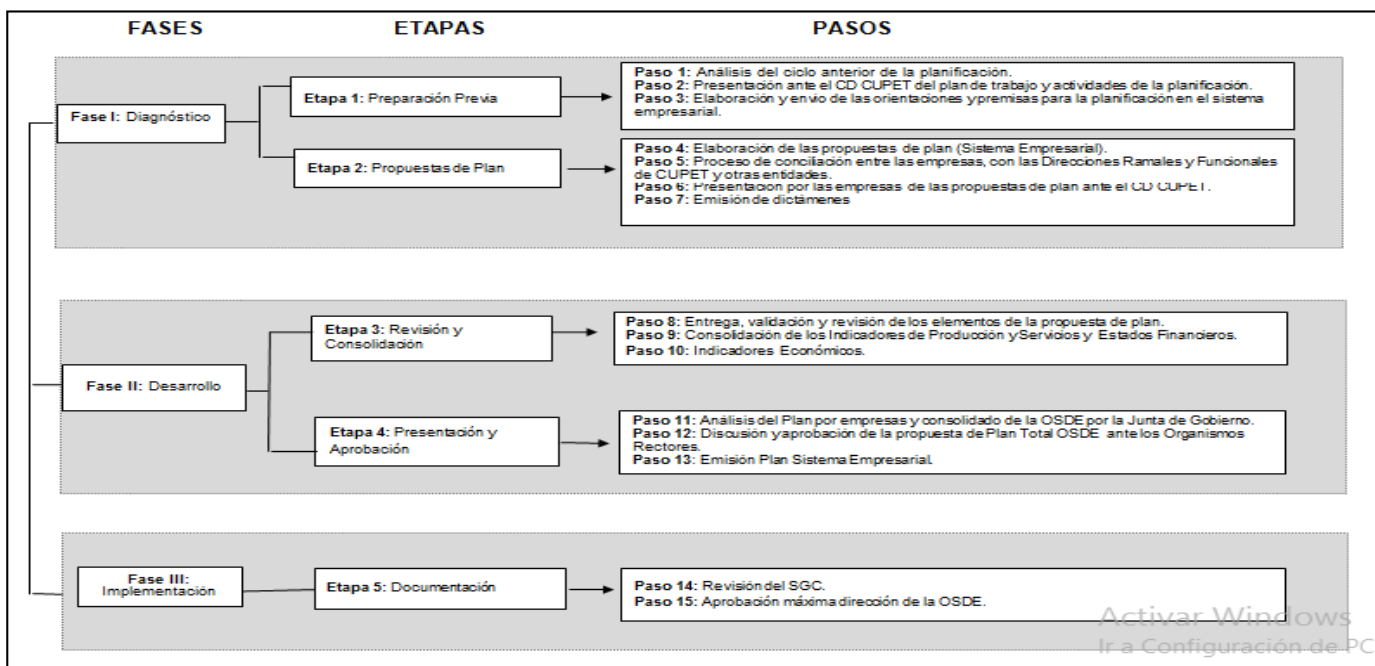 FASES ETAPAS PASOS
Fase I: Diagnóstico
Etapa 1: Preparación Previa
Paso 1: Análisis del ciclo anterior de la planificación.
Paso 2: Presentación ante el CD CUPET del plan de trabajo y actividades de la planificación.
Paso 3: Elaboración y envio de las orientaciones y premisas para la planificación en el sistema
empresarial.
Etapa 2: Propuestas de Plan
Paso 4: Elaboración de las propuestas de plan (Sistema Empresarial).
Paso 5: Proceso de conciliación entre las empresas, con las Direcciones Ramales y Funcionales
de CUPET y otras entidades.
Paso 6: Presentación por las empresas de las propuestas de plan ante el CD CUPET.
Paso 7: Emisión de dictámenes
Fase II: Desarrollo
Etapa 3: Revisión y
Consolidación
Paso 8: Entrega, validación y revisión de los elementos de la propuesta de plan.
Paso 9: Consolidación de los Indicadores de Producción y Servicios y Estados Financieros.
Paso 10: Indicadores Económicos.
Etapa 4: Presentación y
Aprobación
Paso 11: Análisis del Plan por empresas y consolidado de la OSDE por la Junta de Gobierno.
Paso 12: Discusión y aprobación de la propuesta de Plan Total OSDE ante los Organismos
Rectores.
Paso 13: Emisión Plan Sistema Empresarial.
Fase III:
Implementación
Etapa 5: Documentación
Paso 14: Revisión del SGC.
Paso 15: Aprobación máxima dirección de la OSDE.
Activar Windows
Ir a Configuración de PC